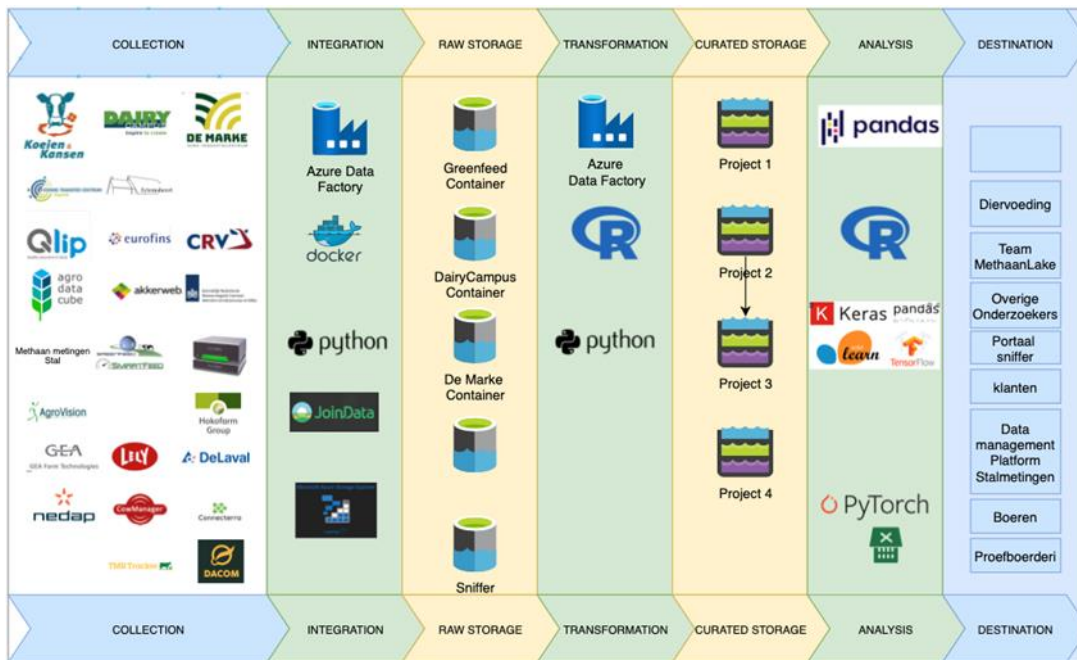 COLLECTION
INTEGRATION
RAW STORAGE
TRANSFORMATION
CURATED STORAGE
ANALYSIS
DESTINATION
Koeien
& Kansen
DAIRY
CAMPUS
DE MARKE
Qlip
eurofins
CRV
agro
data
cube
akkerweb
Methaan metingen
Stal
SMARTFEED
AgroVision
Hokofarm
Group
GEA
GEA Farm Technologies
LELY
DeLaval
nedap
CowManager
Connecterra
TMR Tracker
DACOM
Azure Data
Factory
docker
python
JoinData
Greenfeed
Container
DairyCampus
Container
De Marke
Container
Sniffer
Azure
Data Factory
R
python
Project 1
Project 2
Project 3
Project 4
pandas
R
K Keras
pandas
learn
TensorFlow
PyTorch
Diervoeding
Team
MethaanLake
Overige
Onderzoekers
Portaal
sniffer
klanten
Data
management
Platform
Stalmetingen
Boeren
Proefboerderi
COLLECTION
INTEGRATION
RAW STORAGE
TRANSFORMATION
CURATED STORAGE
ANALYSIS
DESTINATION